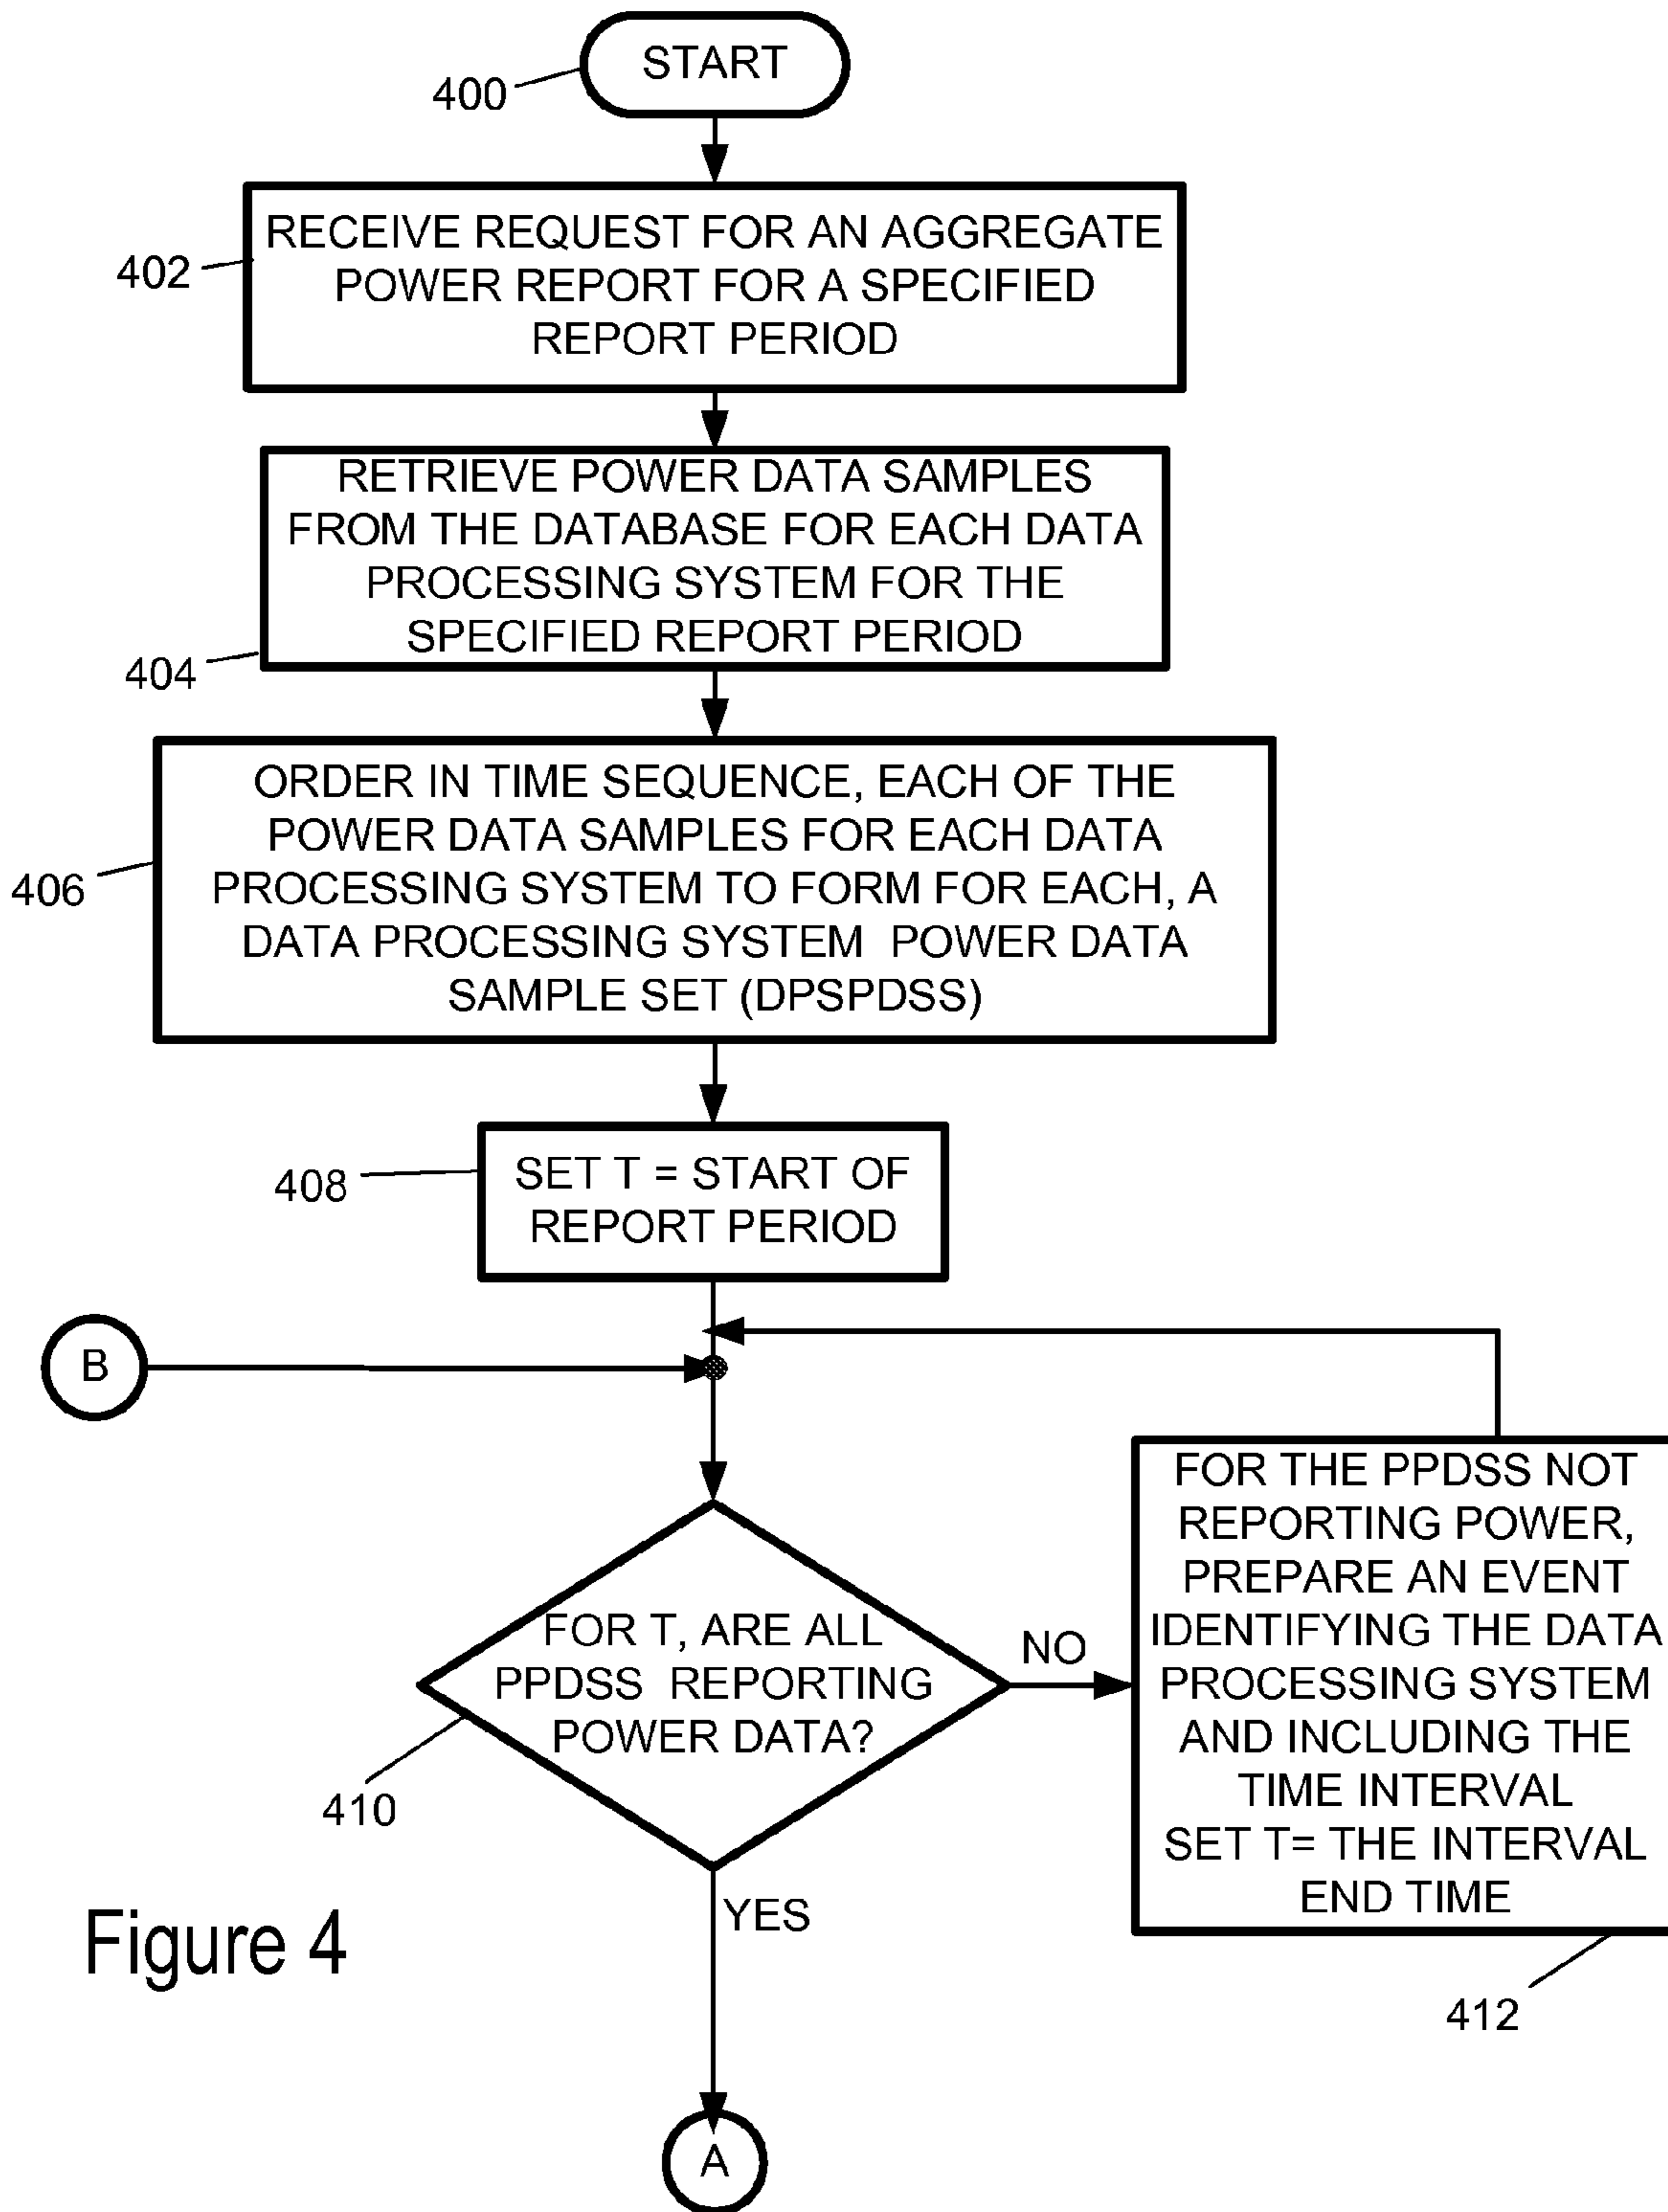 START
400
RECEIVE REQUEST FOR AN AGGREGATE
POWER REPORT FOR A SPECIFIED
REPORT PERIOD
402
RETRIEVE POWER DATA SAMPLES
FROM THE DATABASE FOR EACH DATA
PROCESSING SYSTEM FOR THE
SPECIFIED REPORT PERIOD
404
ORDER IN TIME SEQUENCE, EACH OF THE
POWER DATA SAMPLES FOR EACH DATA
PROCESSING SYSTEM TO FORM FOR EACH, A
DATA PROCESSING SYSTEM POWER DATA
SAMPLE SET (DPSPDSS)
406
SET T = START OF
REPORT PERIOD
408
B
FOR T, ARE ALL
PPDSS REPORTING
POWER DATA?
410
NO
FOR THE PPDSS NOT
REPORTING POWER,
PREPARE AN EVENT
IDENTIFYING THE DATA
PROCESSING SYSTEM
AND INCLUDING THE
TIME INTERVAL
SET T= THE INTERVAL
END TIME
412
YES
Figure 4
A